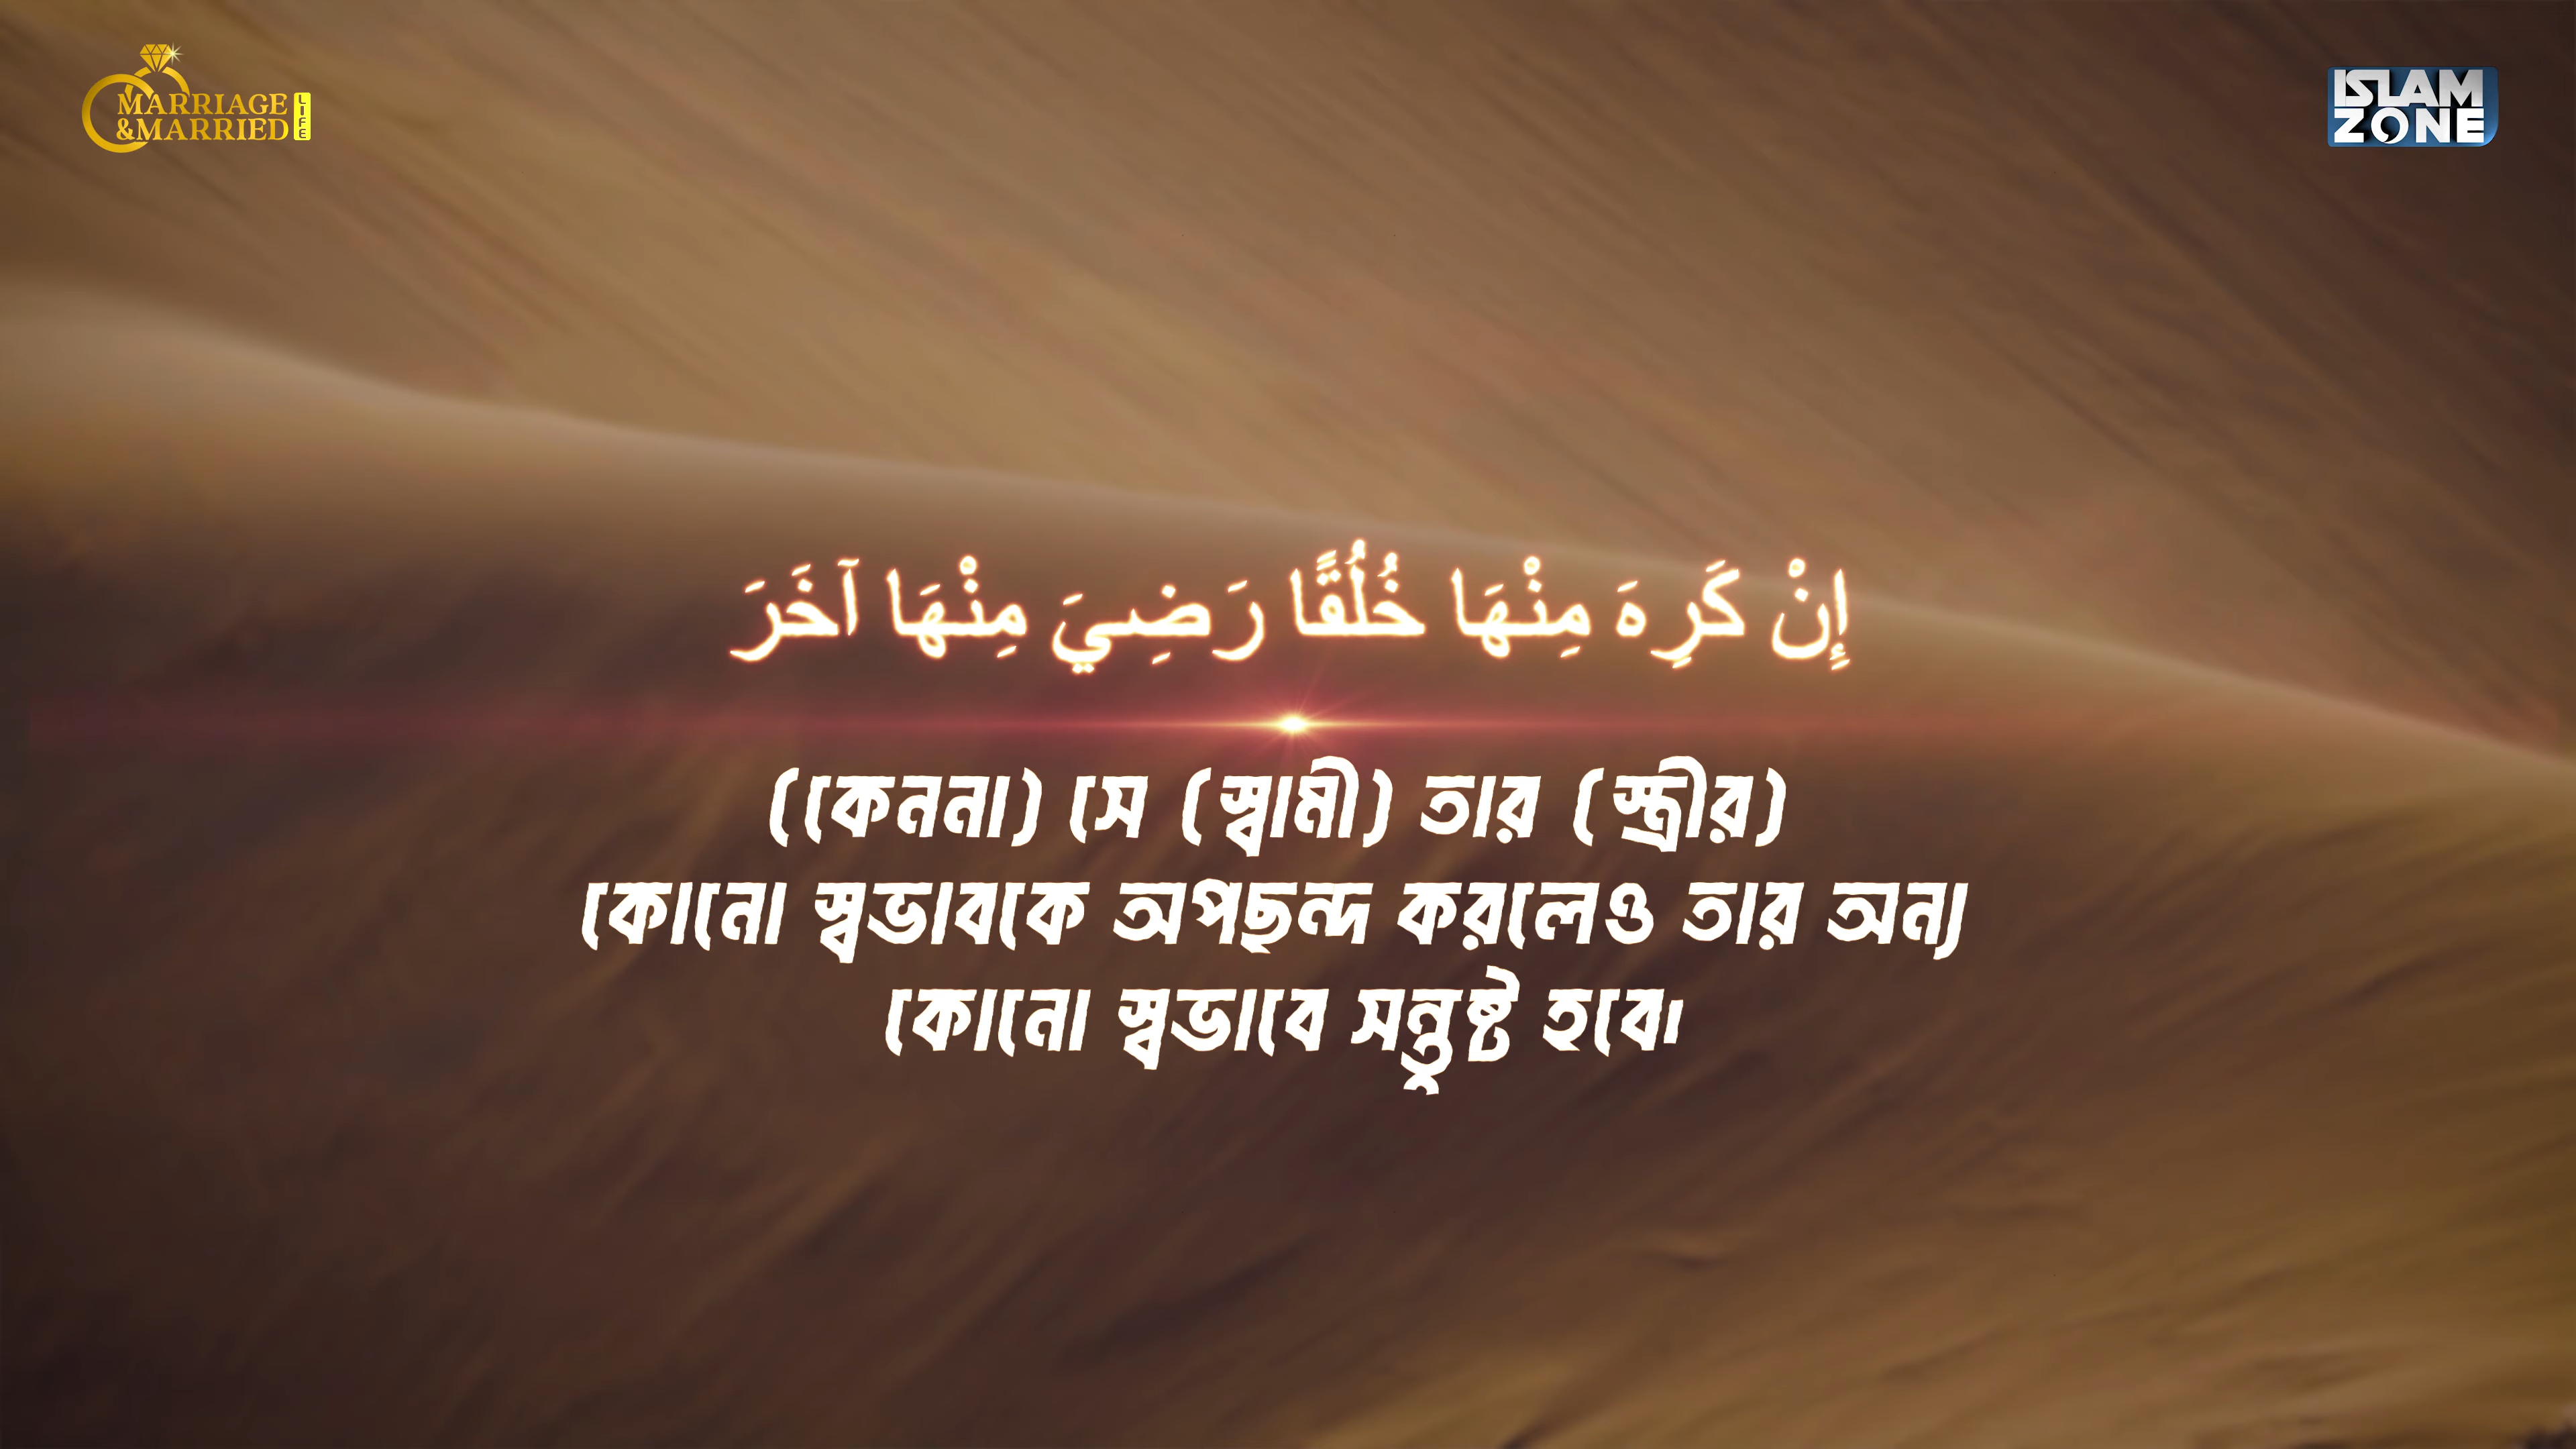 MARRIAGE
&MARRIED
LIFE
ISLAM
ZONE
إِنْ كَرِهَ مِنْهَا خُلُقًا رَضِيَ مِنْهَا آخَرَ
(কেননা) সে (স্বামী) তার (স্ত্রীর)
কোনো স্বভাবকে অপছন্দ করলেও তার অন্য
কোনো স্বভাবে সন্তুষ্ট হবে।